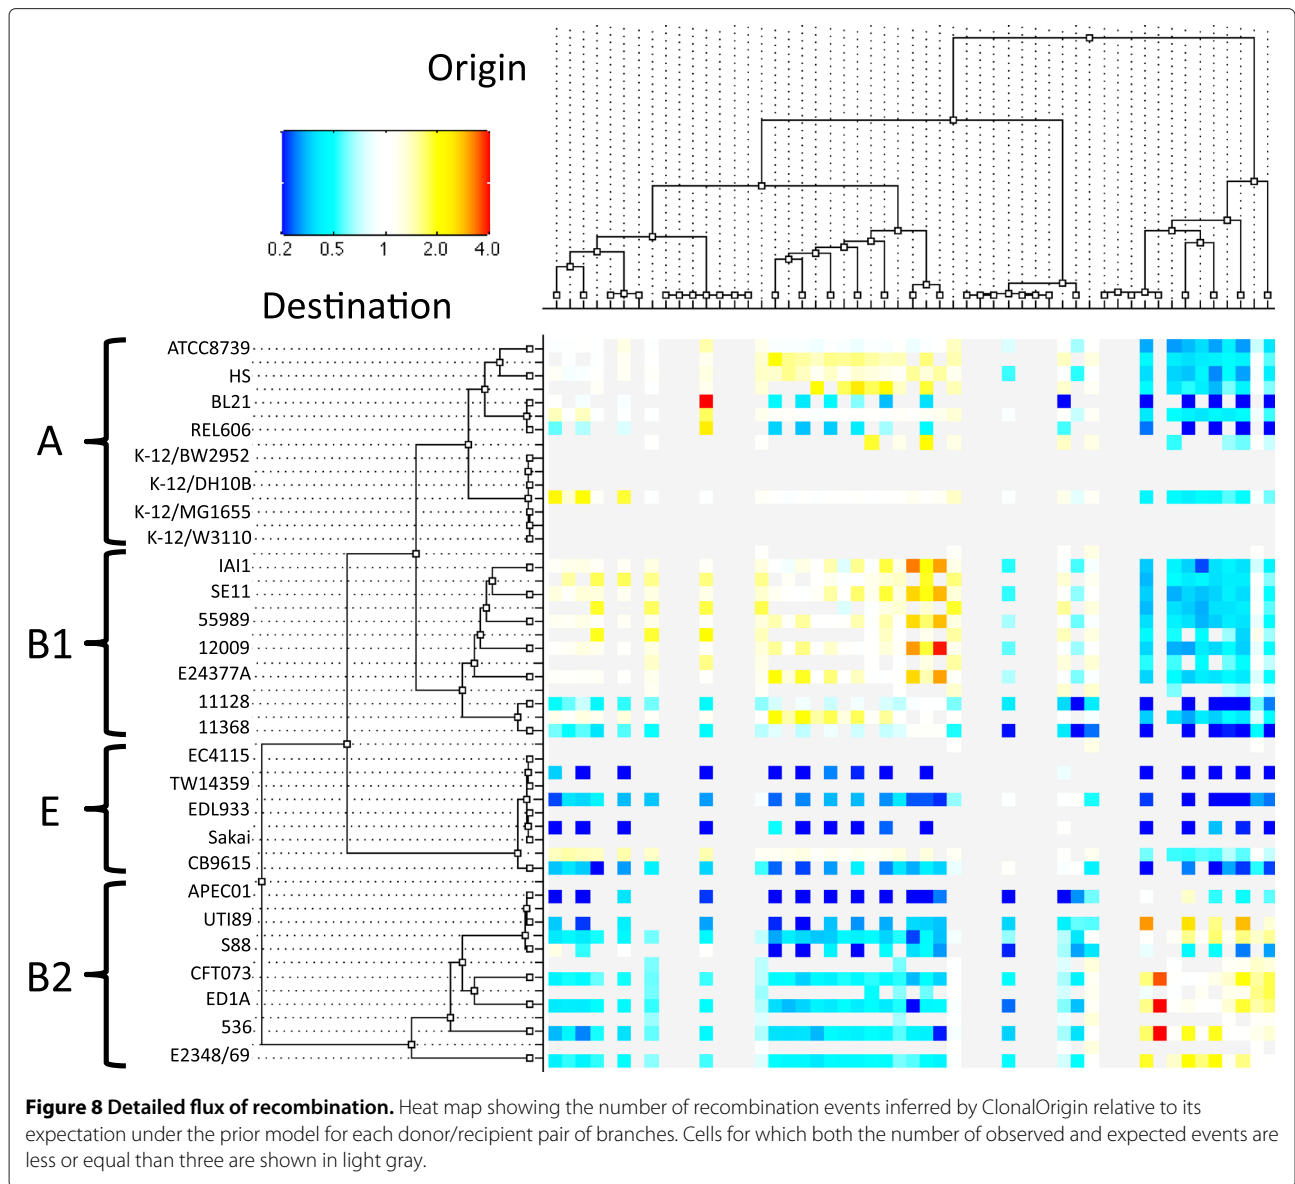 Origin
0.2 0.5 1 2.0 4.0
Destination
A
ATCC8739
HS
BL21
REL606
K-12/BW2952
K-12/DH10B
K-12/MG1655
K-12/W3110
B1
IAI1
SE11
55989
12009
E24377A
11128
11368
E
EC4115
TW14359
EDL933
Sakai
CB9615
B2
APEC01
UTI89
S88
CFT073
ED1A
536
E2348/69
Figure 8 Detailed flux of recombination. Heat map showing the number of recombination events inferred by ClonalOrigin relative to its
expectation under the prior model for each donor/recipient pair of branches. Cells for which both the number of observed and expected events are
less or equal than three are shown in light gray.